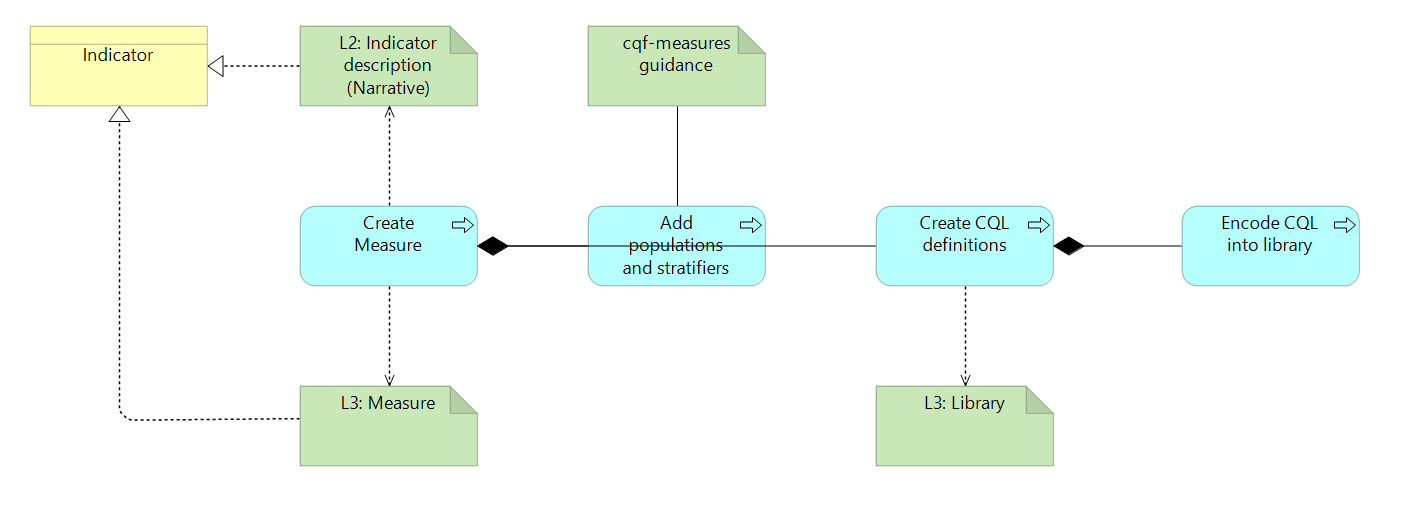 Indicator
L2: Indicator
description
(Narrative)
cqf-measures
guidance
Create
Measure
Add
populations
and stratifiers
Create CQL
definitions
Encode CQL
into library
L3: Measure
L3: Library